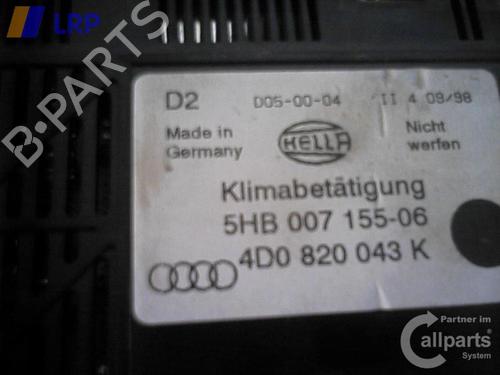 LRP
D2 D05-00-04 II 4 09/98
Made in Germany
HELLA
Nicht werfen
Klimabetätigung
5HB 007 155-06
4D0 820 043 K
Partner im
Callparts
System